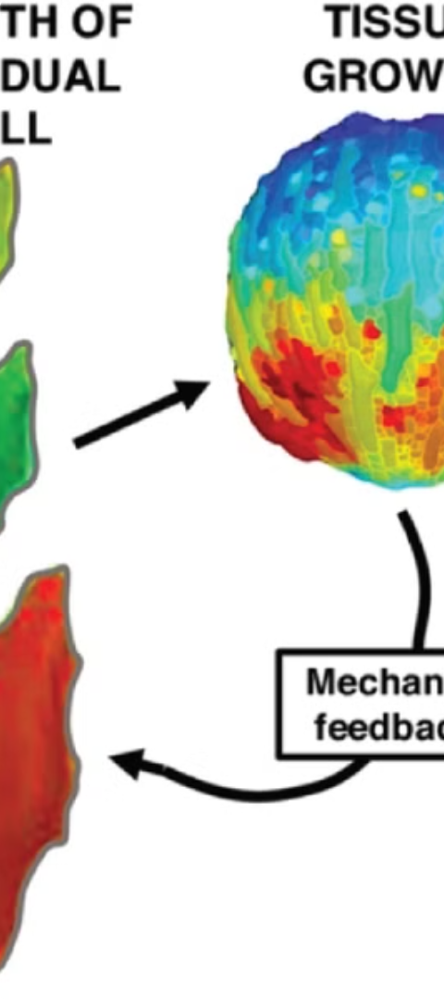 TH OF
DUAL
LL
TISSU
GROW
Mechan
feedbac